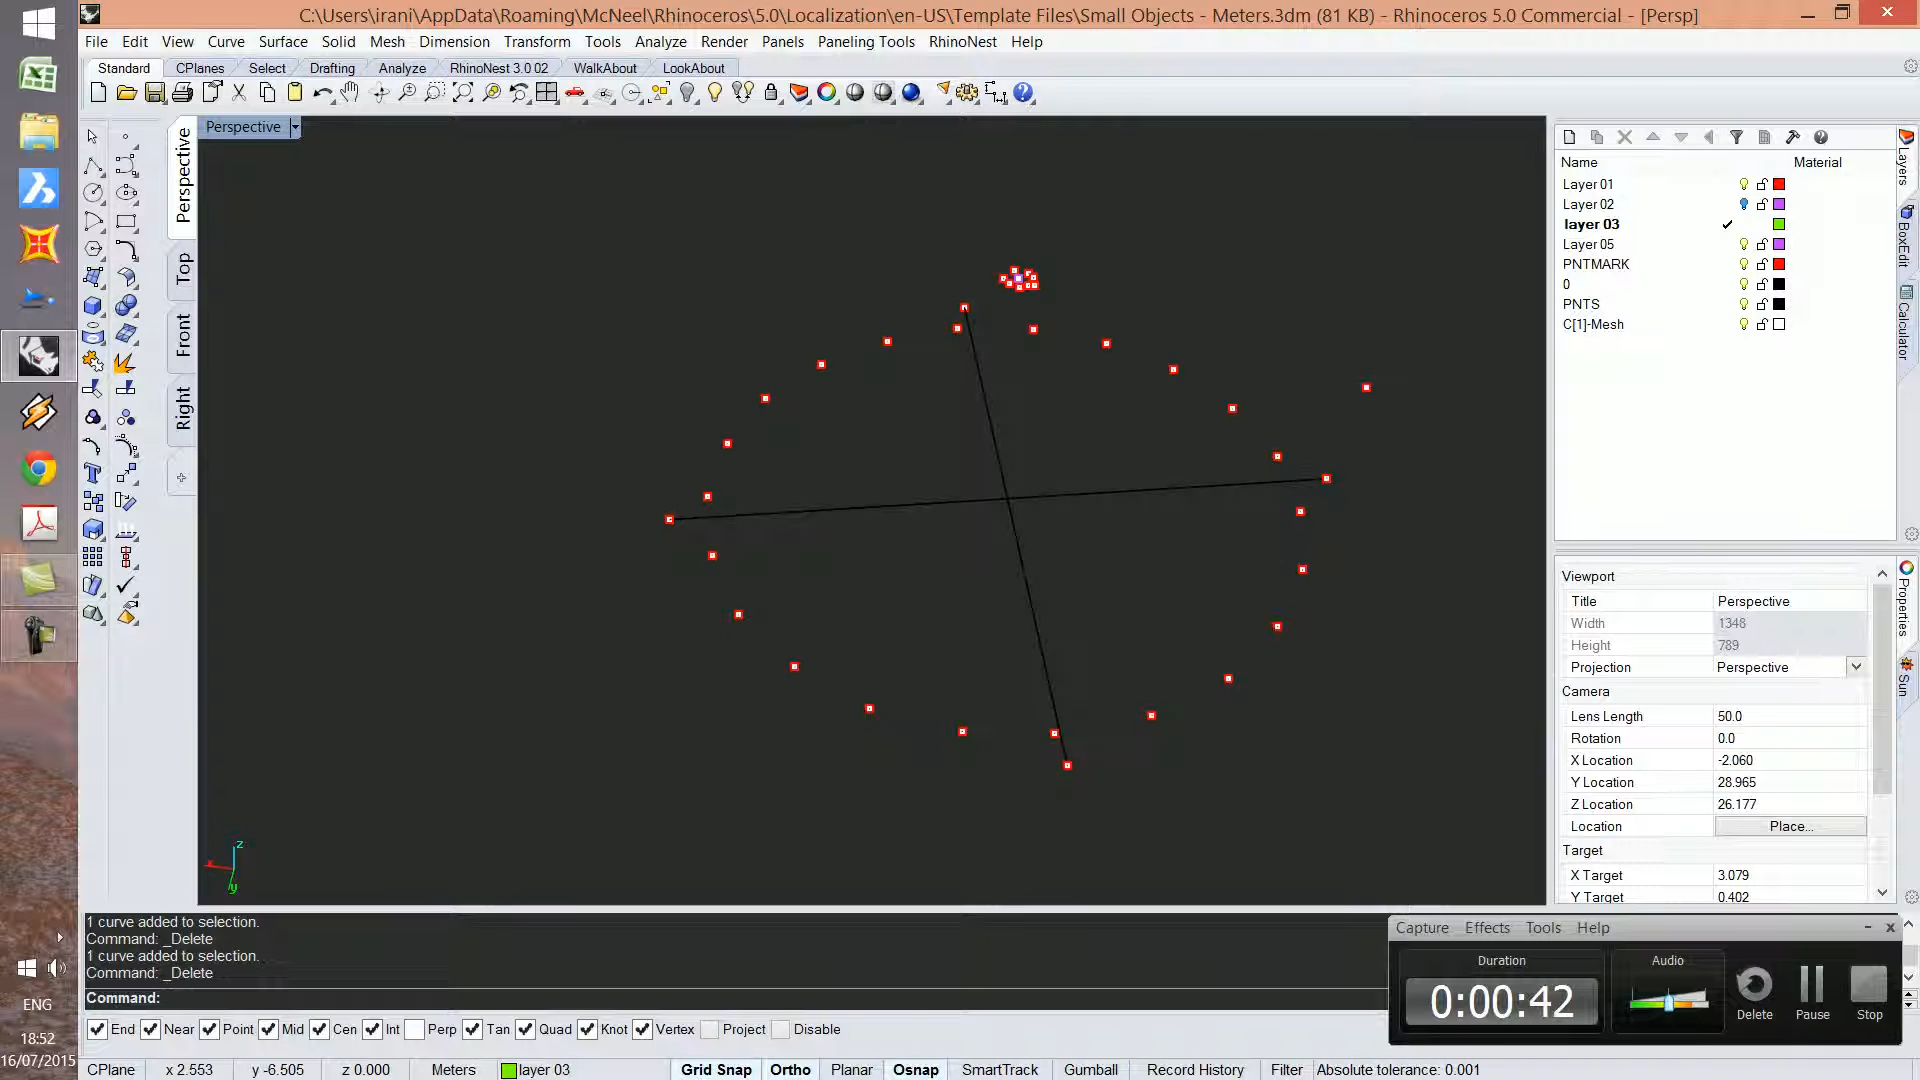 C:\Users\irani\AppData\Roaming\McNeel\Rhinoceros\5.0\Localization\en-US\Template Files\Small Objects - Meters.3dm (81 KB) - Rhinoceros 5.0 Commercial - [Persp]
File Edit View Curve Surface Solid Mesh Dimension Transform Tools Analyze Render Panels Paneling Tools RhinoNest Help
Standard CPlanes Select Drafting Analyze RhinoNest 3.0 02 WalkAbout LookAbout
Perspective
Perspective
Top
Front
Right
Name Material
Layer 01
Layer 02
layer 03
Layer 05
PNTMARK
0
PNTS
C[1]-Mesh
Layers
BoxEdit
Calculator
Viewport
Title Perspective
Width 1348
Height 789
Projection Perspective
Camera
Lens Length 50.0
Rotation 0.0
X Location -2.060
Y Location 28.965
Z Location 26.177
Location Place...
Target
X Target 3.079
Y Target 0.402
Properties
Sun
z
x
y
1 curve added to selection.
Command: _Delete
1 curve added to selection.
Command: _Delete
Command:
Capture Effects Tools Help
Duration
0:00:42
Audio
Delete Pause Stop
End Near Point Mid Cen Int Perp Tan Quad Knot Vertex Project Disable
CPlane x 2.553 y -6.505 z 0.000 Meters layer 03 Grid Snap Ortho Planar Osnap SmartTrack Gumball Record History Filter Absolute tolerance: 0.001
ENG
18:52
16/07/2015